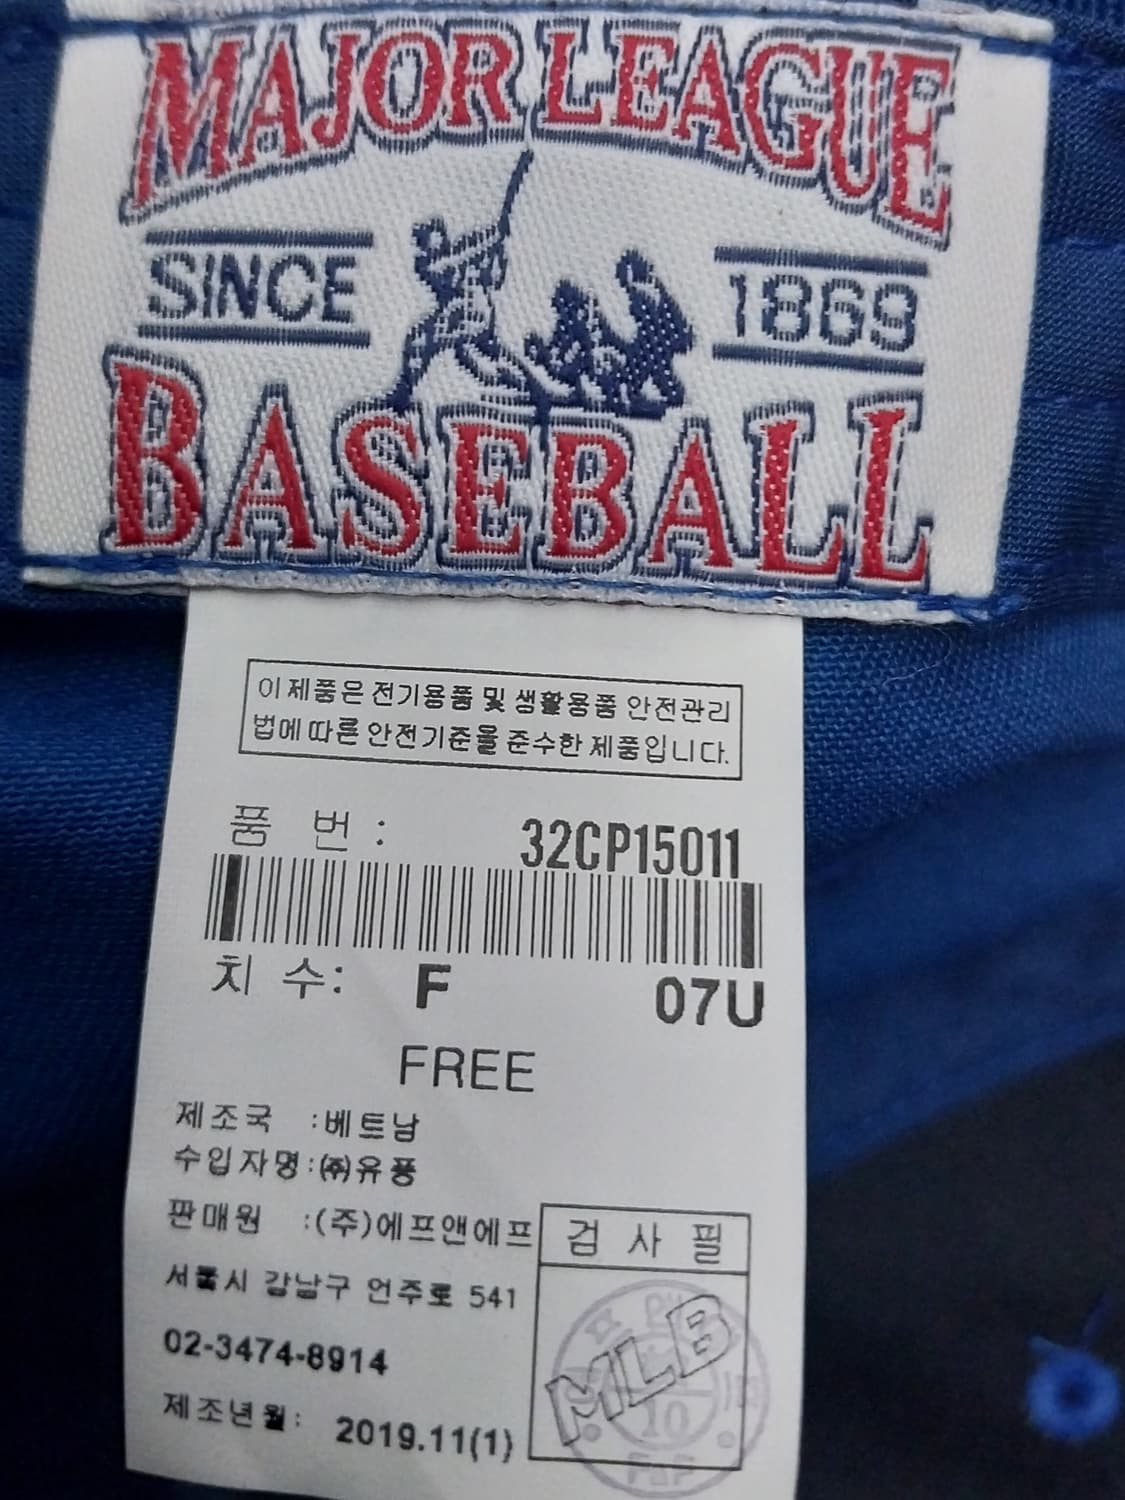 MAJOR LEAGUE
SINCE 1869
BASEBALL
이 제품은 전기용품 및 생활용품 안전관리
법에 따른 안전기준을 준수한 제품입니다.
품 번 : 32CP15011
치 수: F 07U
FREE
제조국 :베트남
수입자명:㈜유풍
판매원 :(주)에프앤에프
서울시 강남구 언주로 541
02-3474-8914
제조년월: 2019.11(1)
검 사 필
MLB
10
F&F